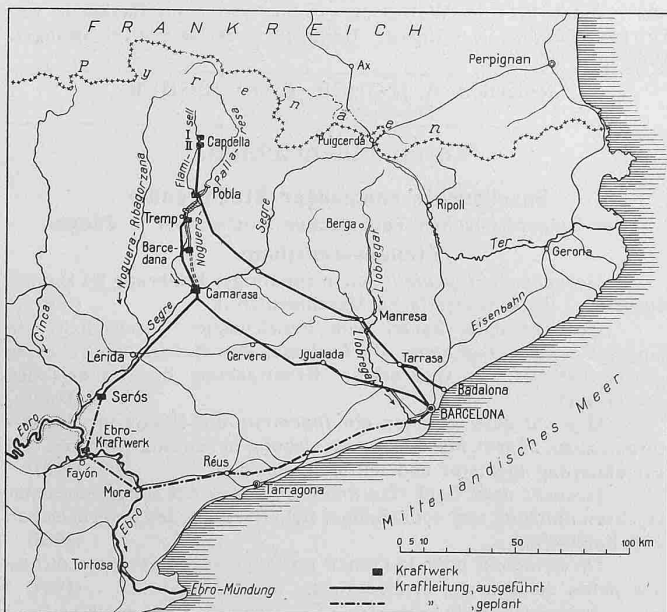 FRANKREICH
Pyrenäen
Ax
Perpignan
Puigcerda
I
II
Capdella
Flamisell
Noguera Pallaresa
Noguera Ribagorzana
Pobla
Segre
Ripoll
Tremp
Berga
Llobregat
Ter
Gerona
Barcedana
Cinca
Camarasa
Manresa
Eisenbahn
Segre
Lérida
Cervera
Igualada
Llobregat
Tarrasa
Badalona
Serós
BARCELONA
Ebro
Ebro-
Kraftwerk
Fayón
Réus
Mora
Tarragona
Mittelländisches Meer
Ebro
Tortosa
Ebro-Mündung
0 5 10 50 100 km
Kraftwerk
Kraftleitung, ausgeführt
" , geplant